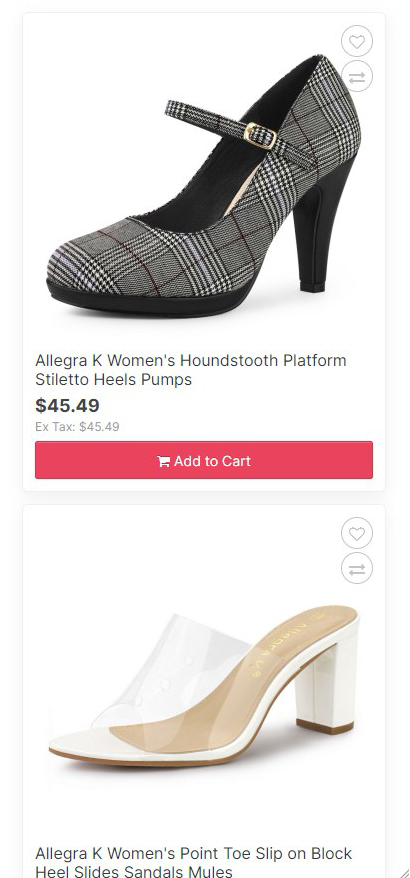 Allegra K Women's Houndstooth Platform
Stiletto Heels Pumps
$45.49
Ex Tax: $45.49
Add to Cart
Allegra K
Allegra K Women's Point Toe Slip on Block
Heel Slides Sandals Mules